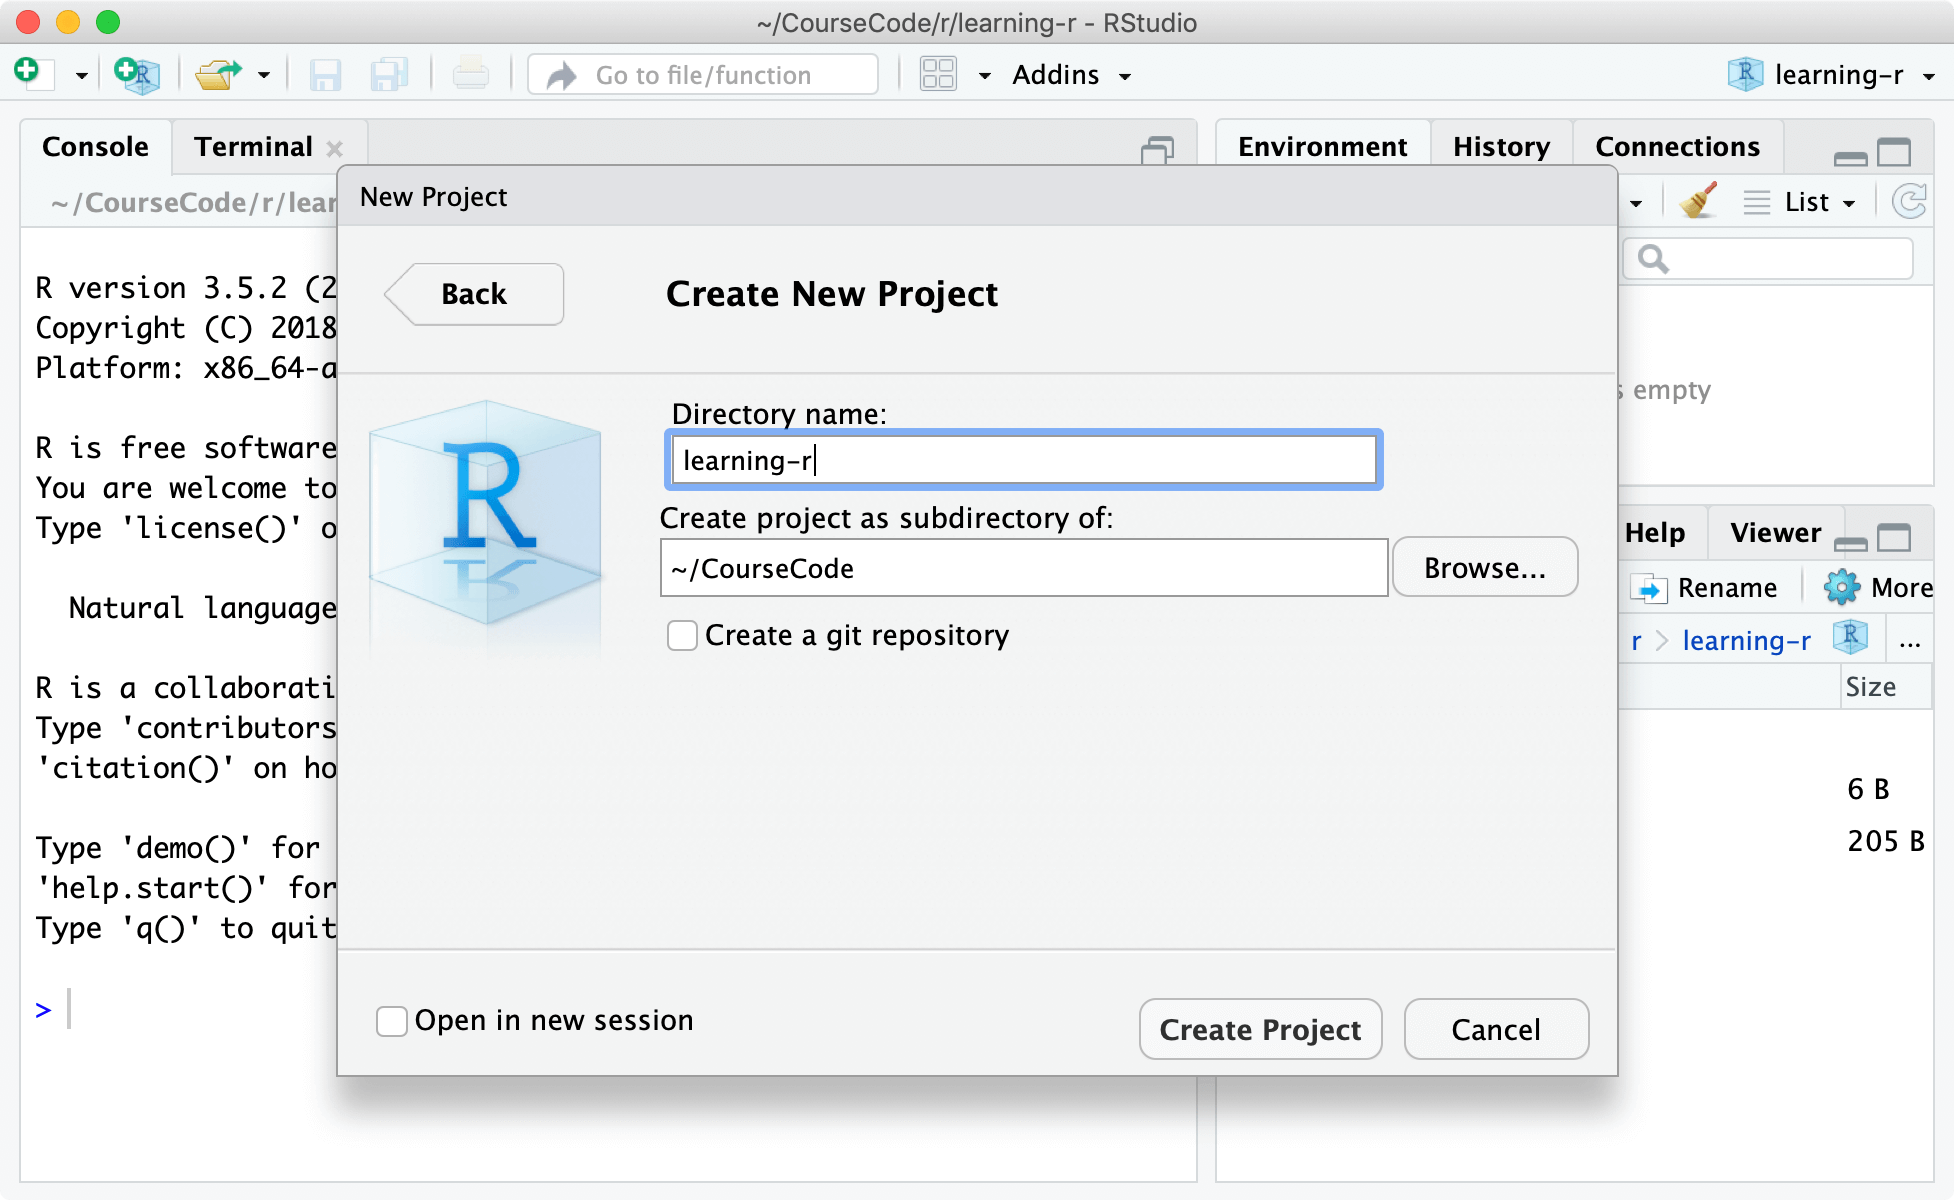 ~/CourseCode/r/learning-r - RStudio
R
Go to file/function
Addins
R learning-r
Console
Terminal
Environment
History
Connections
~/CourseCode/r/lear
List
R version 3.5.2 (2
Copyright (C) 2018
Platform: x86_64-a
R is free software
You are welcome to
Type 'license()' o
Natural language
R is a collaborati
Type 'contributors
'citation()' on ho
Type 'demo()' for
'help.start()' for
Type 'q()' to quit
>
New Project
Back
Create New Project
R
Directory name:
learning-r
Create project as subdirectory of:
~/CourseCode
Browse...
Create a git repository
Open in new session
Create Project
Cancel
s empty
Help
Viewer
Rename
More
r > learning-r R ...
Size
6 B
205 B